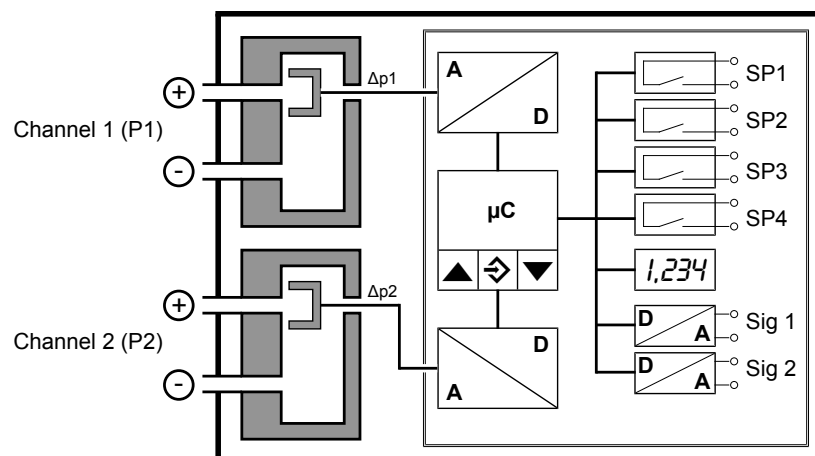 Channel 1 (P1)
+
-
Δp1
A
D
µC
SP1
SP2
SP3
SP4
1,234
Channel 2 (P2)
+
-
Δp2
D
A
D
A
Sig 1
D
A
Sig 2